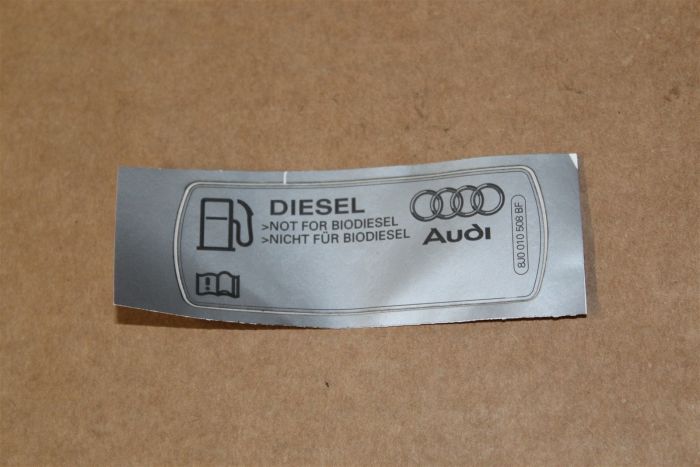 DIESEL
>NOT FOR BIODIESEL
>NICHT FÜR BIODIESEL
Audi
8J0 010 508 BF